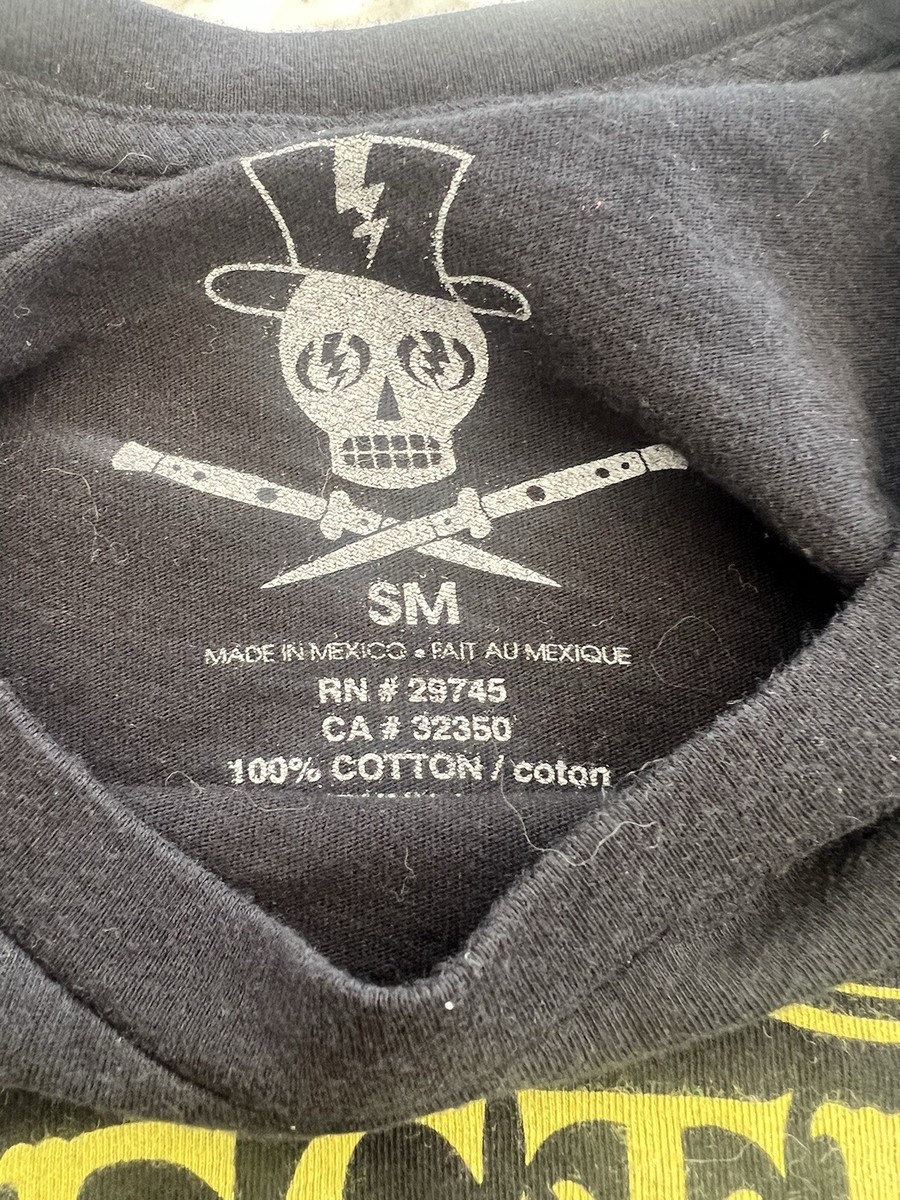 SM
MADE IN MEXICO • FAIT AU MEXIQUE
RN # 29745
CA # 32350
100% COTTON / coton